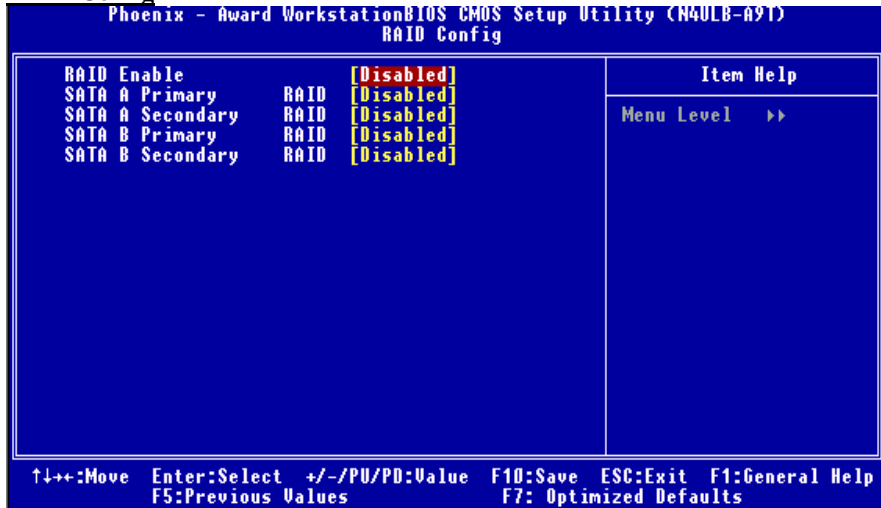 Phoenix - Award WorkstationBIOS CMOS Setup Utility (N4ULB-A9T)
RAID Config
RAID Enable [Disabled]
SATA A Primary RAID [Disabled]
SATA A Secondary RAID [Disabled]
SATA B Primary RAID [Disabled]
SATA B Secondary RAID [Disabled]
Item Help
Menu Level ▸▸
↑↓→←:Move Enter:Select +/-/PU/PD:Value F10:Save ESC:Exit F1:General Help
F5:Previous Values F7: Optimized Defaults